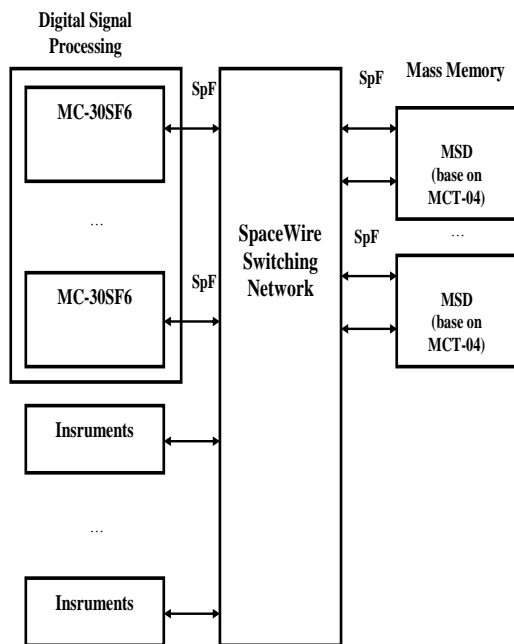 Digital Signal
Processing
MC-30SF6
SpF
...
MC-30SF6
SpF
Insruments
...
Insruments
SpaceWire
Switching
Network
SpF
Mass Memory
MSD
(base on
MCT-04)
...
SpF
MSD
(base on
MCT-04)